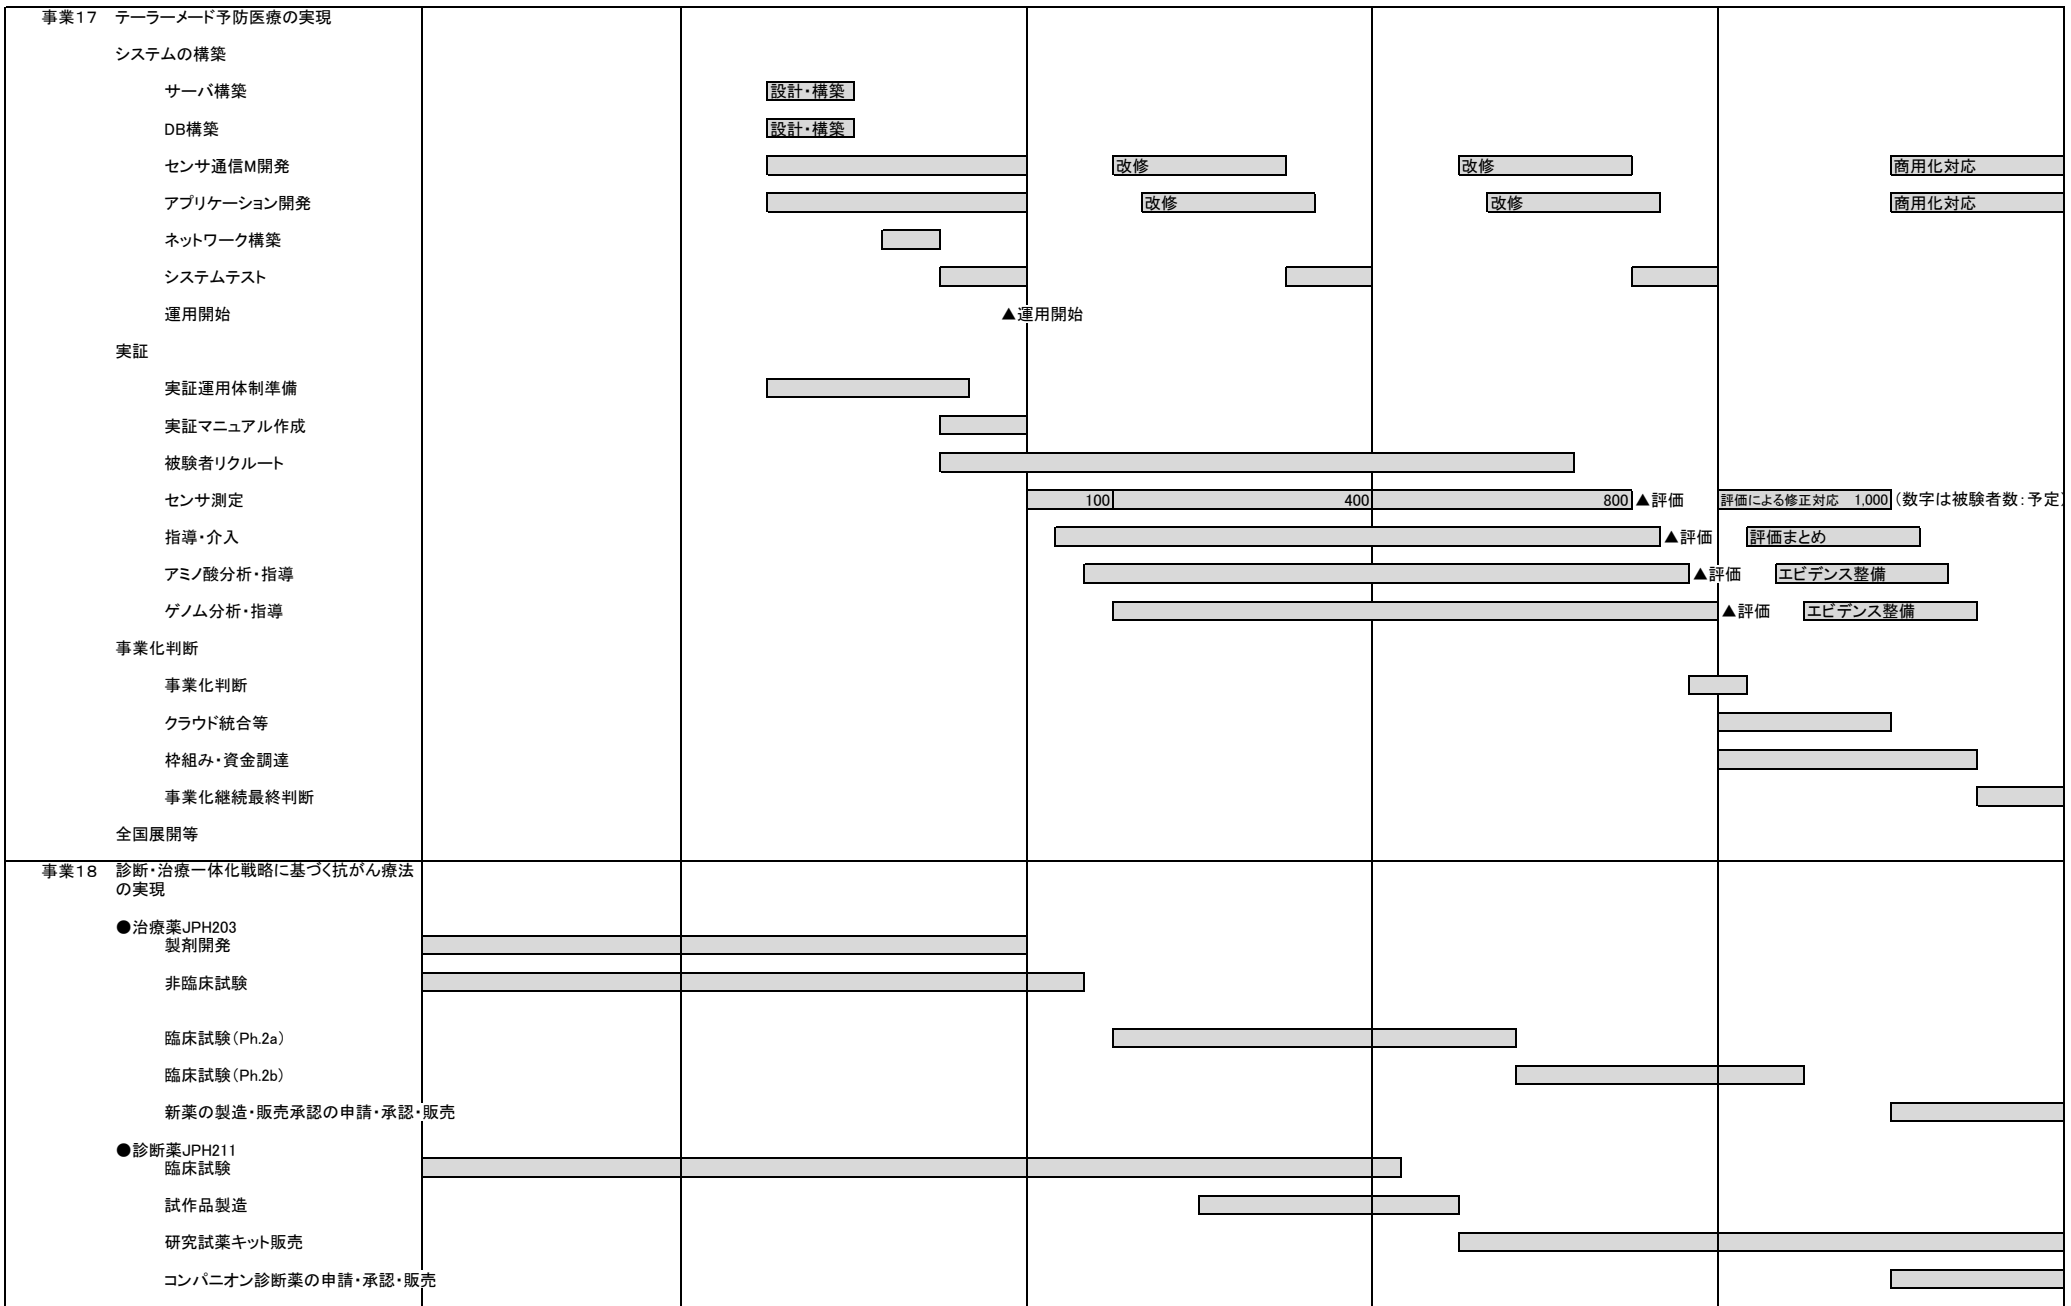 事業17　テーラーメード予防医療の実現
システムの構築
サーバ構築　設計・構築
DB構築　設計・構築
センサ通信M開発　改修　改修　商用化対応
アプリケーション開発　改修　改修　商用化対応
ネットワーク構築
システムテスト
運用開始　▲運用開始
実証
実証運用体制準備
実証マニュアル作成
被験者リクルート
センサ測定　100　400　800　▲評価　評価による修正対応　1,000　(数字は被験者数：予定)
指導・介入　▲評価　評価まとめ
アミノ酸分析・指導　▲評価　エビデンス整備
ゲノム分析・指導　▲評価　エビデンス整備
事業化判断
事業化判断
クラウド統合等
枠組み・資金調達
事業化継続最終判断
全国展開等
事業18　診断・治療一体化戦略に基づく抗がん療法
の実現
●治療薬JPH203
製剤開発
非臨床試験
臨床試験（Ph.2a）
臨床試験（Ph.2b）
新薬の製造・販売承認の申請・承認・販売
●診断薬JPH211
臨床試験
試作品製造
研究試薬キット販売
コンパニオン診断薬の申請・承認・販売